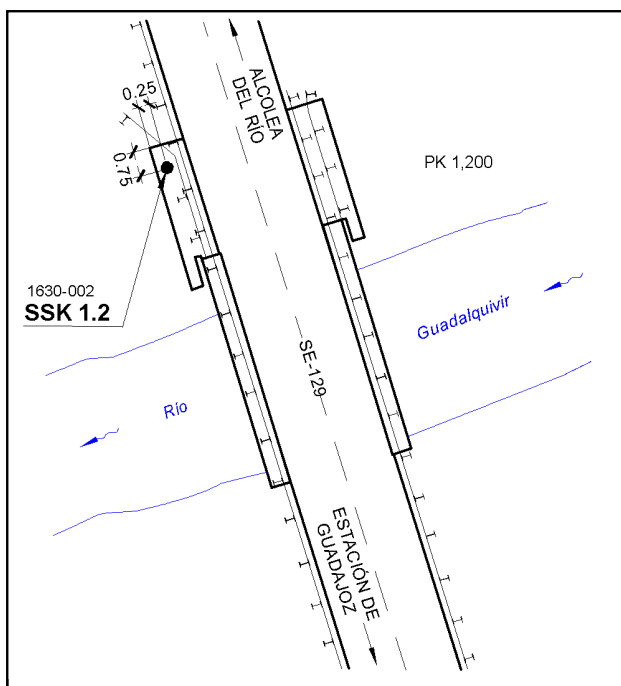 0.25
0.75
ALCOLEA
DEL RÍO
PK 1,200
1630-002
SSK 1.2
Guadalquivir
SE-129
Río
ESTACIÓN DE
GUADAJOZ